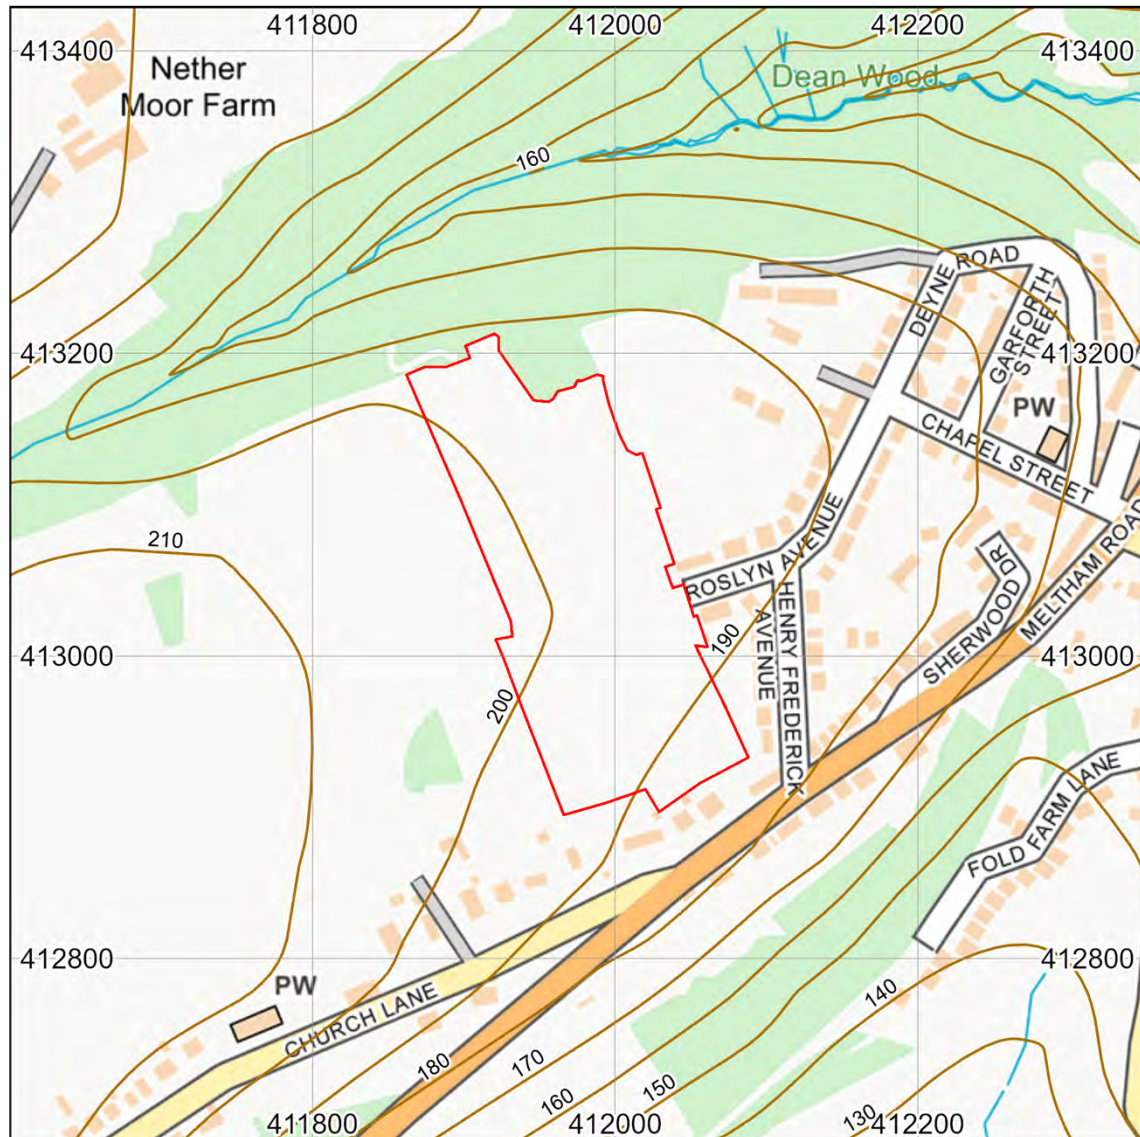 411800
412000
412200
413400
413400
Nether
Moor Farm
Dean Wood
160
DEYNE ROAD
GARFORTH
STREET
413200
413200
PW
CHAPEL STREET
210
ROSLYN AVENUE
HENRY FREDERICK
AVENUE
SHERWOOD DR
MELTHAM ROAD
190
413000
413000
200
FOLD FARM LANE
412800
412800
PW
CHURCH LANE
140
180
170
160
150
130
411800
412000
412200